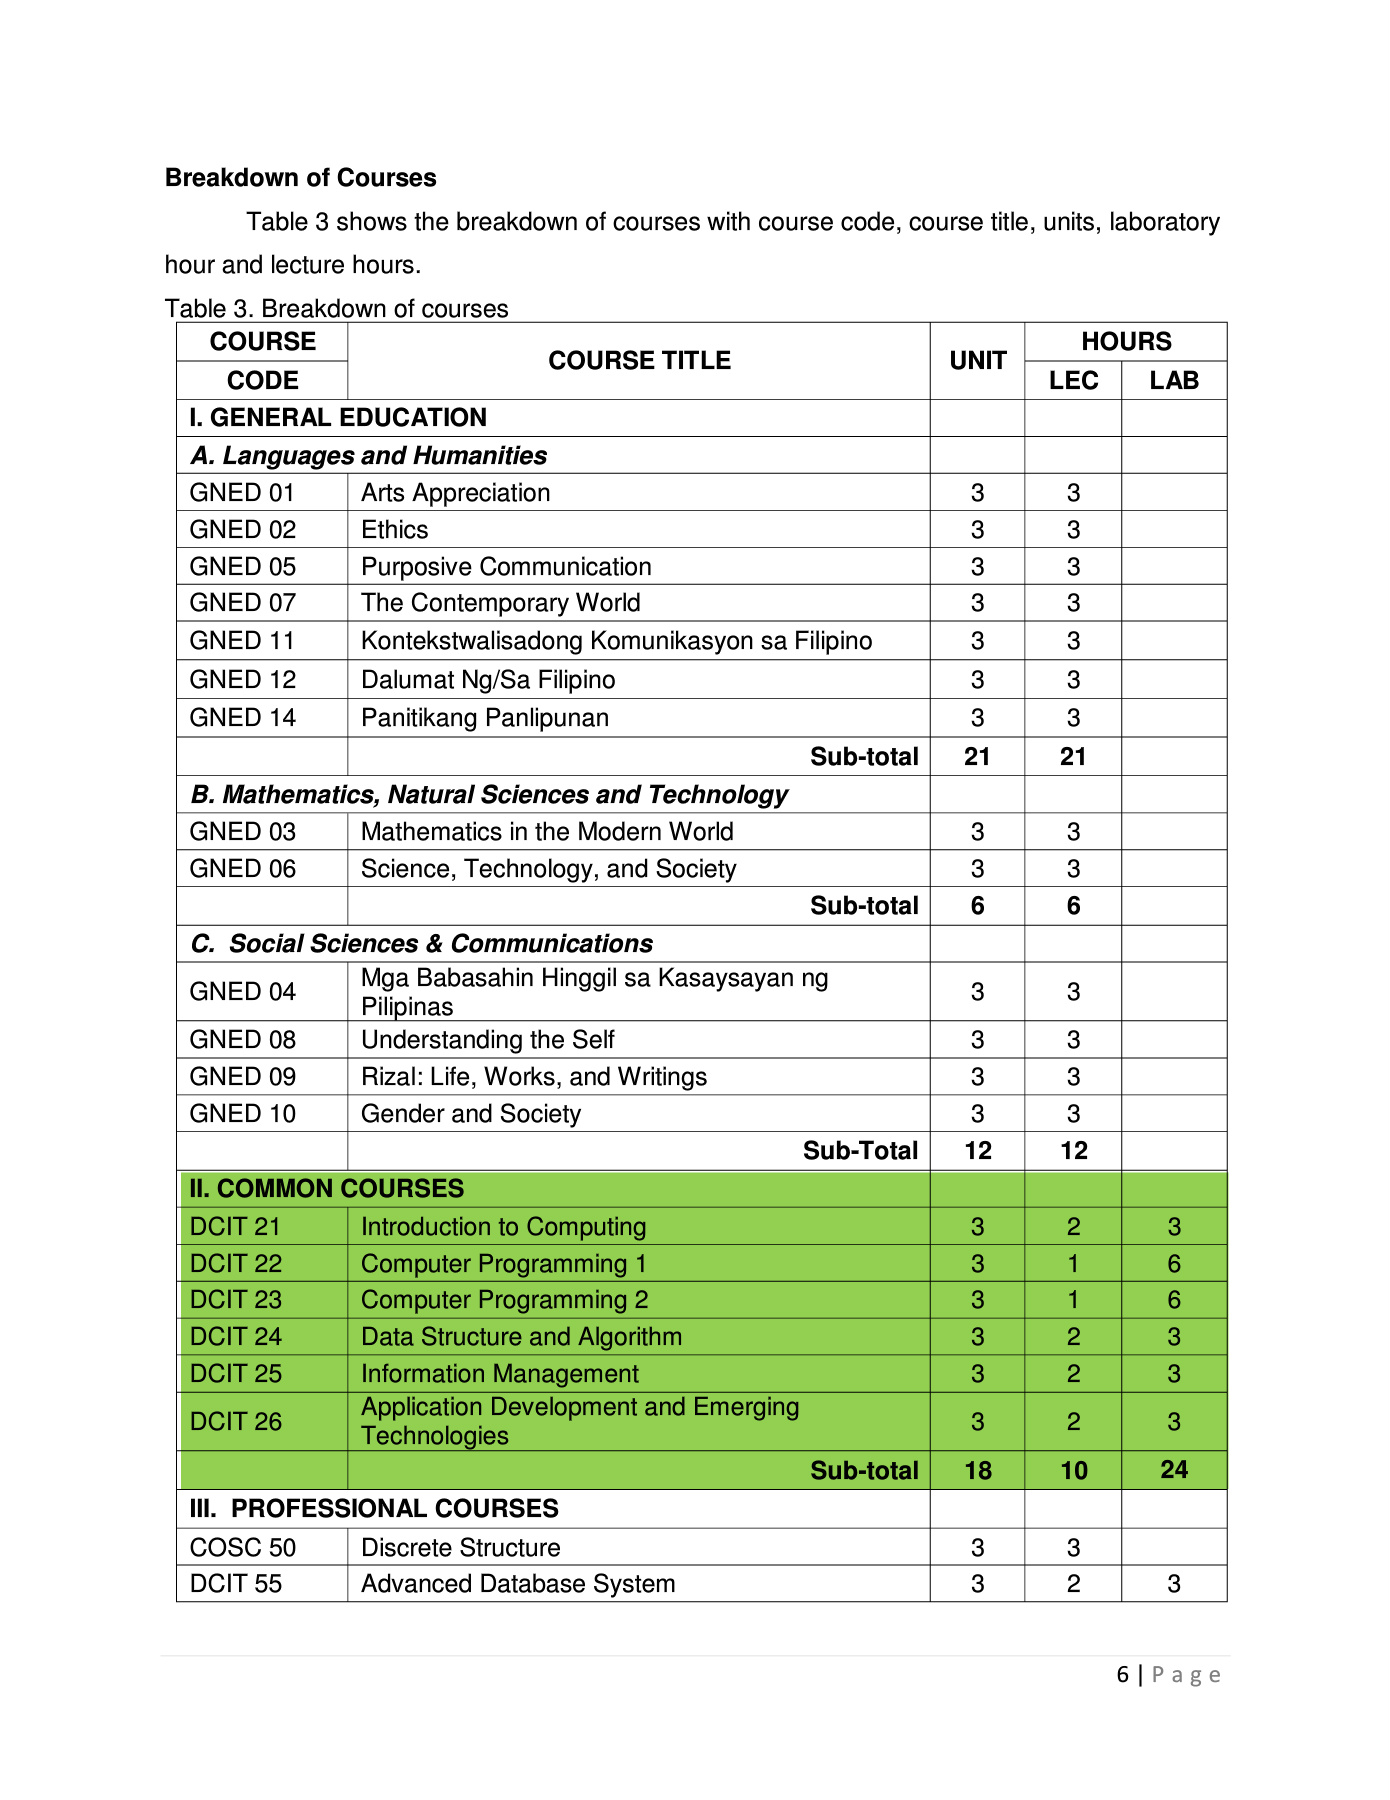 Breakdown of Courses
Table 3 shows the breakdown of courses with course code, course title, units, laboratory
hour and lecture hours.
Table 3. Breakdown of courses
COURSE CODE COURSE TITLE UNIT HOURS
LEC LAB
I. GENERAL EDUCATION
A. Languages and Humanities
GNED 01 Arts Appreciation 3 3
GNED 02 Ethics 3 3
GNED 05 Purposive Communication 3 3
GNED 07 The Contemporary World 3 3
GNED 11 Kontekstwalisadong Komunikasyon sa Filipino 3 3
GNED 12 Dalumat Ng/Sa Filipino 3 3
GNED 14 Panitikang Panlipunan 3 3
Sub-total 21 21
B. Mathematics, Natural Sciences and Technology
GNED 03 Mathematics in the Modern World 3 3
GNED 06 Science, Technology, and Society 3 3
Sub-total 6 6
C. Social Sciences & Communications
GNED 04 Mga Babasahin Hinggil sa Kasaysayan ng
Pilipinas 3 3
GNED 08 Understanding the Self 3 3
GNED 09 Rizal: Life, Works, and Writings 3 3
GNED 10 Gender and Society 3 3
Sub-Total 12 12
II. COMMON COURSES
DCIT 21 Introduction to Computing 3 2 3
DCIT 22 Computer Programming 1 3 1 6
DCIT 23 Computer Programming 2 3 1 6
DCIT 24 Data Structure and Algorithm 3 2 3
DCIT 25 Information Management 3 2 3
DCIT 26 Application Development and Emerging
Technologies 3 2 3
Sub-total 18 10 24
III. PROFESSIONAL COURSES
COSC 50 Discrete Structure 3 3
DCIT 55 Advanced Database System 3 2 3
6 | Page